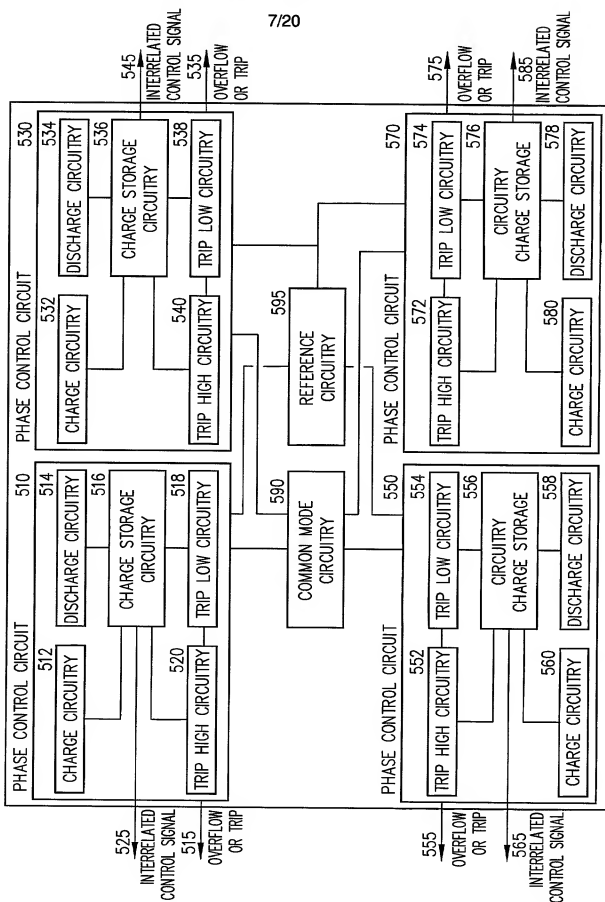 7/20
PHASE CONTROL CIRCUIT
510
512
CHARGE CIRCUITRY
514
DISCHARGE CIRCUITRY
516
CHARGE STORAGE
CIRCUITRY
518
TRIP LOW CIRCUITRY
520
TRIP HIGH CIRCUITRY
525
INTERRELATED
CONTROL SIGNAL
515
OVERFLOW
OR TRIP
PHASE CONTROL CIRCUIT
530
532
CHARGE CIRCUITRY
534
DISCHARGE CIRCUITRY
536
CHARGE STORAGE
CIRCUITRY
538
TRIP LOW CIRCUITRY
540
TRIP HIGH CIRCUITRY
545
INTERRELATED
CONTROL SIGNAL
535
OVERFLOW
OR TRIP
590
COMMON MODE
CIRCUITRY
595
REFERENCE
CIRCUITRY
PHASE CONTROL CIRCUIT
550
552
TRIP HIGH CIRCUITRY
554
TRIP LOW CIRCUITRY
556
CIRCUITRY
CHARGE STORAGE
558
DISCHARGE CIRCUITRY
560
CHARGE CIRCUITRY
555
OVERFLOW
OR TRIP
565
INTERRELATED
CONTROL SIGNAL
PHASE CONTROL CIRCUIT
570
572
TRIP HIGH CIRCUITRY
574
TRIP LOW CIRCUITRY
576
CIRCUITRY
CHARGE STORAGE
578
DISCHARGE CIRCUITRY
580
CHARGE CIRCUITRY
575
OVERFLOW
OR TRIP
585
INTERRELATED
CONTROL SIGNAL